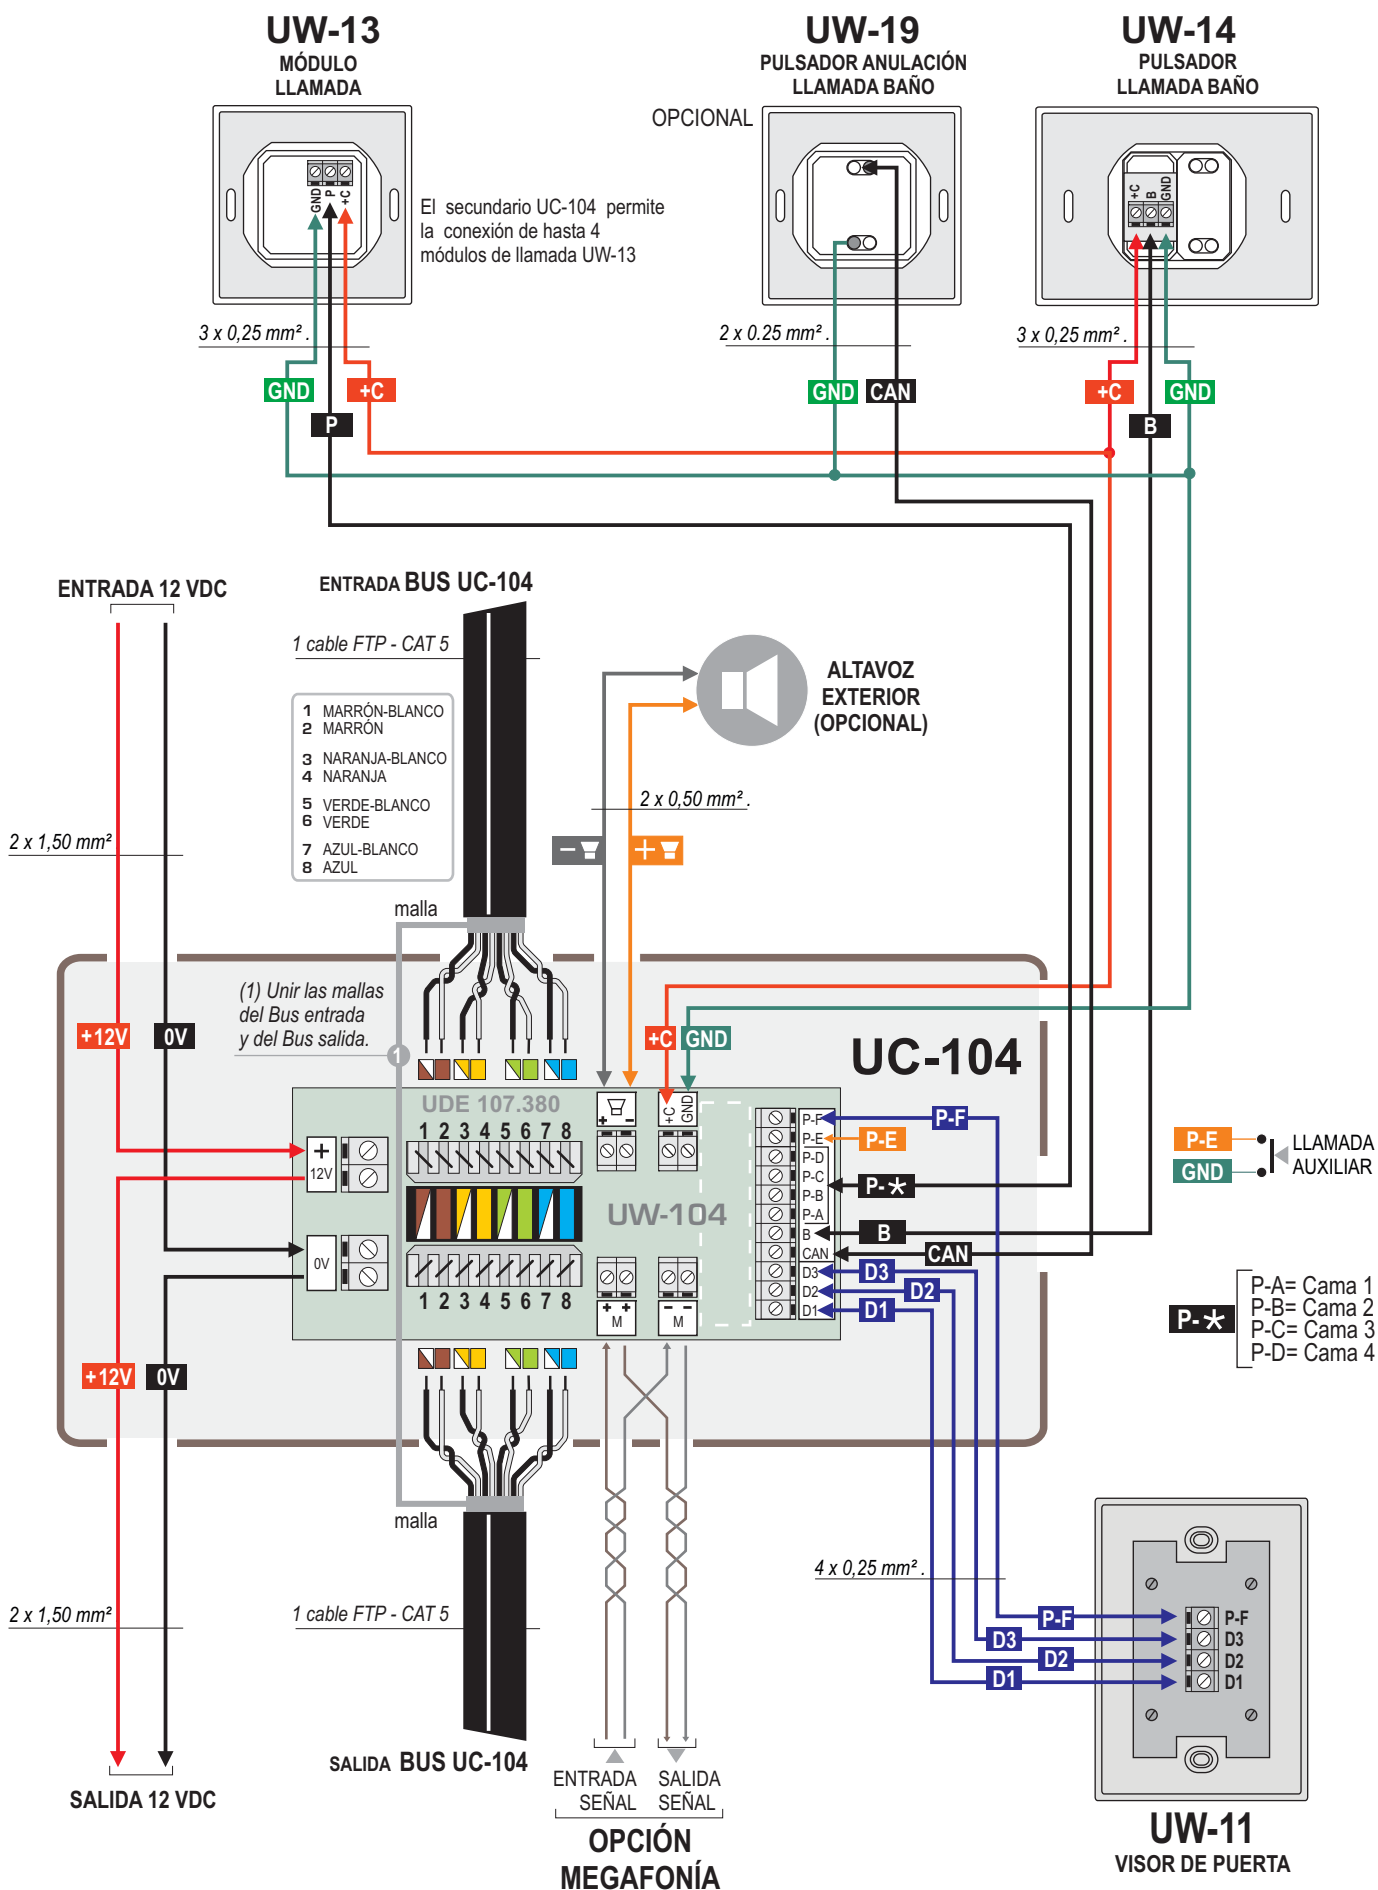 UW-13
MÓDULO
LLAMADA
UW-19
PULSADOR ANULACIÓN
LLAMADA BAÑO
OPCIONAL
UW-14
PULSADOR
LLAMADA BAÑO
GND
P
+C
El secundario UC-104 permite
la conexión de hasta 4
módulos de llamada UW-13
+C
B
GND
3 x 0,25 mm² .
2 x 0.25 mm² .
3 x 0,25 mm² .
GND
+C
P
GND
CAN
+C
GND
B
ENTRADA 12 VDC
ENTRADA BUS UC-104
1 cable FTP - CAT 5
1 MARRÓN-BLANCO
2 MARRÓN
3 NARANJA-BLANCO
4 NARANJA
5 VERDE-BLANCO
6 VERDE
7 AZUL-BLANCO
8 AZUL
ALTAVOZ
EXTERIOR
(OPCIONAL)
2 x 0,50 mm² .
2 x 1,50 mm²
− +
malla
(1) Unir las mallas
del Bus entrada
y del Bus salida.
1
+12V
0V
+C
GND
UC-104
UDE 107.380
1 2 3 4 5 6 7 8
+ -
+C
GND
+
12V
0V
UW-104
P-F
P-E
P-D
P-C
P-B
P-A
B
CAN
D3
D2
D1
P-F
P-E
P-*
B
CAN
D3
D2
D1
P-E
GND
LLAMADA
AUXILIAR
1 2 3 4 5 6 7 8
+ +
M
- -
M
P-*
P-A= Cama 1
P-B= Cama 2
P-C= Cama 3
P-D= Cama 4
+12V
0V
malla
4 x 0,25 mm² .
2 x 1,50 mm²
1 cable FTP - CAT 5
P-F
D3
D2
D1
P-F
D3
D2
D1
SALIDA BUS UC-104
SALIDA 12 VDC
ENTRADA
SEÑAL
SALIDA
SEÑAL
OPCIÓN
MEGAFONÍA
UW-11
VISOR DE PUERTA